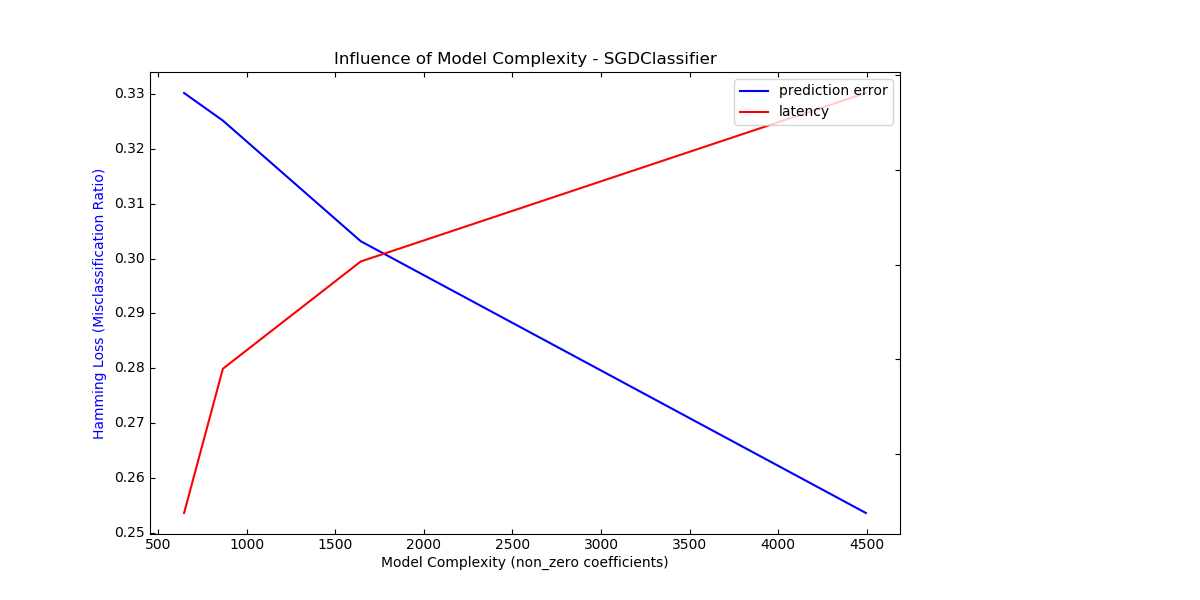 Influence of Model Complexity - SGDClassifier
prediction error
latency
0.33
0.32
0.31
0.30
0.29
0.28
0.27
0.26
0.25
Hamming Loss (Misclassification Ratio)
500 1000 1500 2000 2500 3000 3500 4000 4500
Model Complexity (non_zero coefficients)